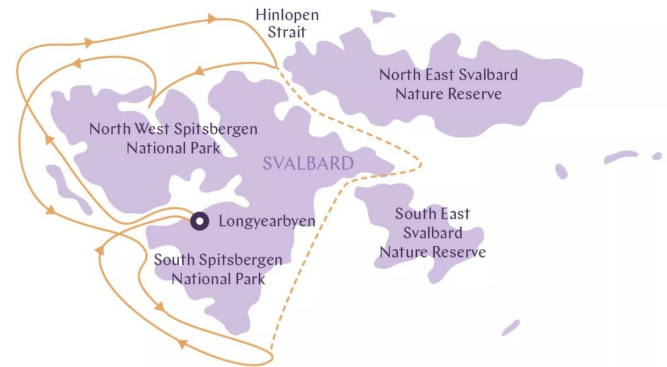 Hinlopen
Strait
North East Svalbard
Nature Reserve
North West Spitsbergen
National Park
SVALBARD
Longyearbyen
South East
Svalbard
Nature Reserve
South Spitsbergen
National Park